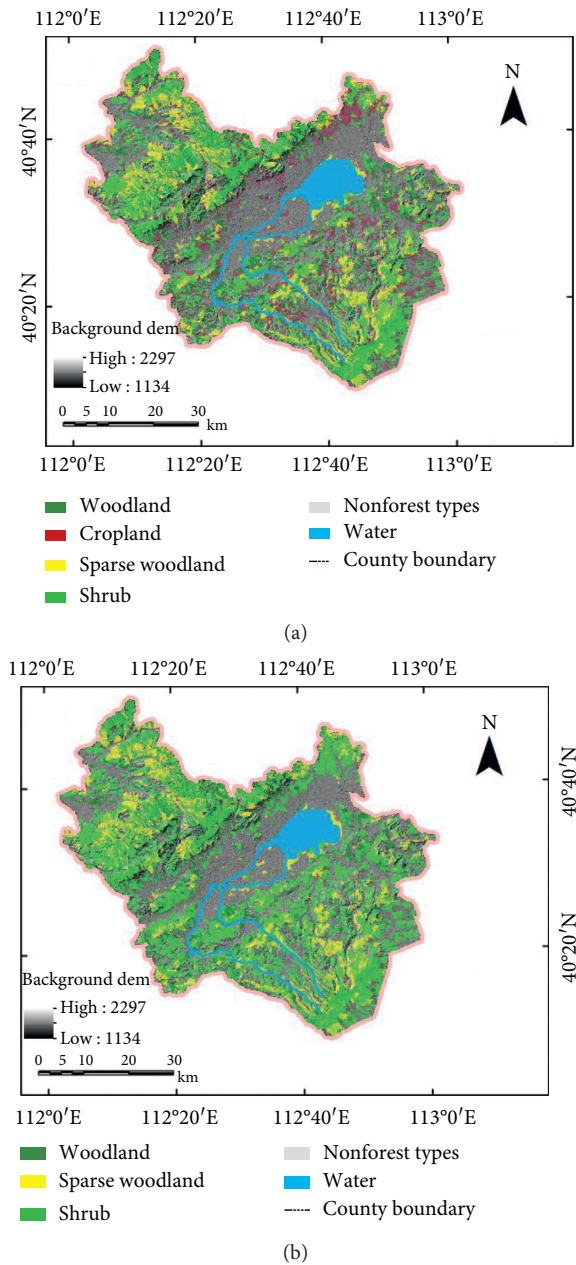 112°0′E 112°20′E 112°40′E 113°0′E
N
40°40′N
40°20′N
Background dem
High : 2297
Low : 1134
0 5 10 20 30
km
112°0′E 112°20′E 112°40′E 113°0′E
Woodland
Cropland
Sparse woodland
Shrub
Nonforest types
Water
County boundary
(a)
112°0′E 112°20′E 112°40′E 113°0′E
N
40°40′N
40°20′N
Background dem
High : 2297
Low : 1134
0 5 10 20 30
km
112°0′E 112°20′E 112°40′E 113°0′E
Woodland
Sparse woodland
Shrub
Nonforest types
Water
County boundary
(b)